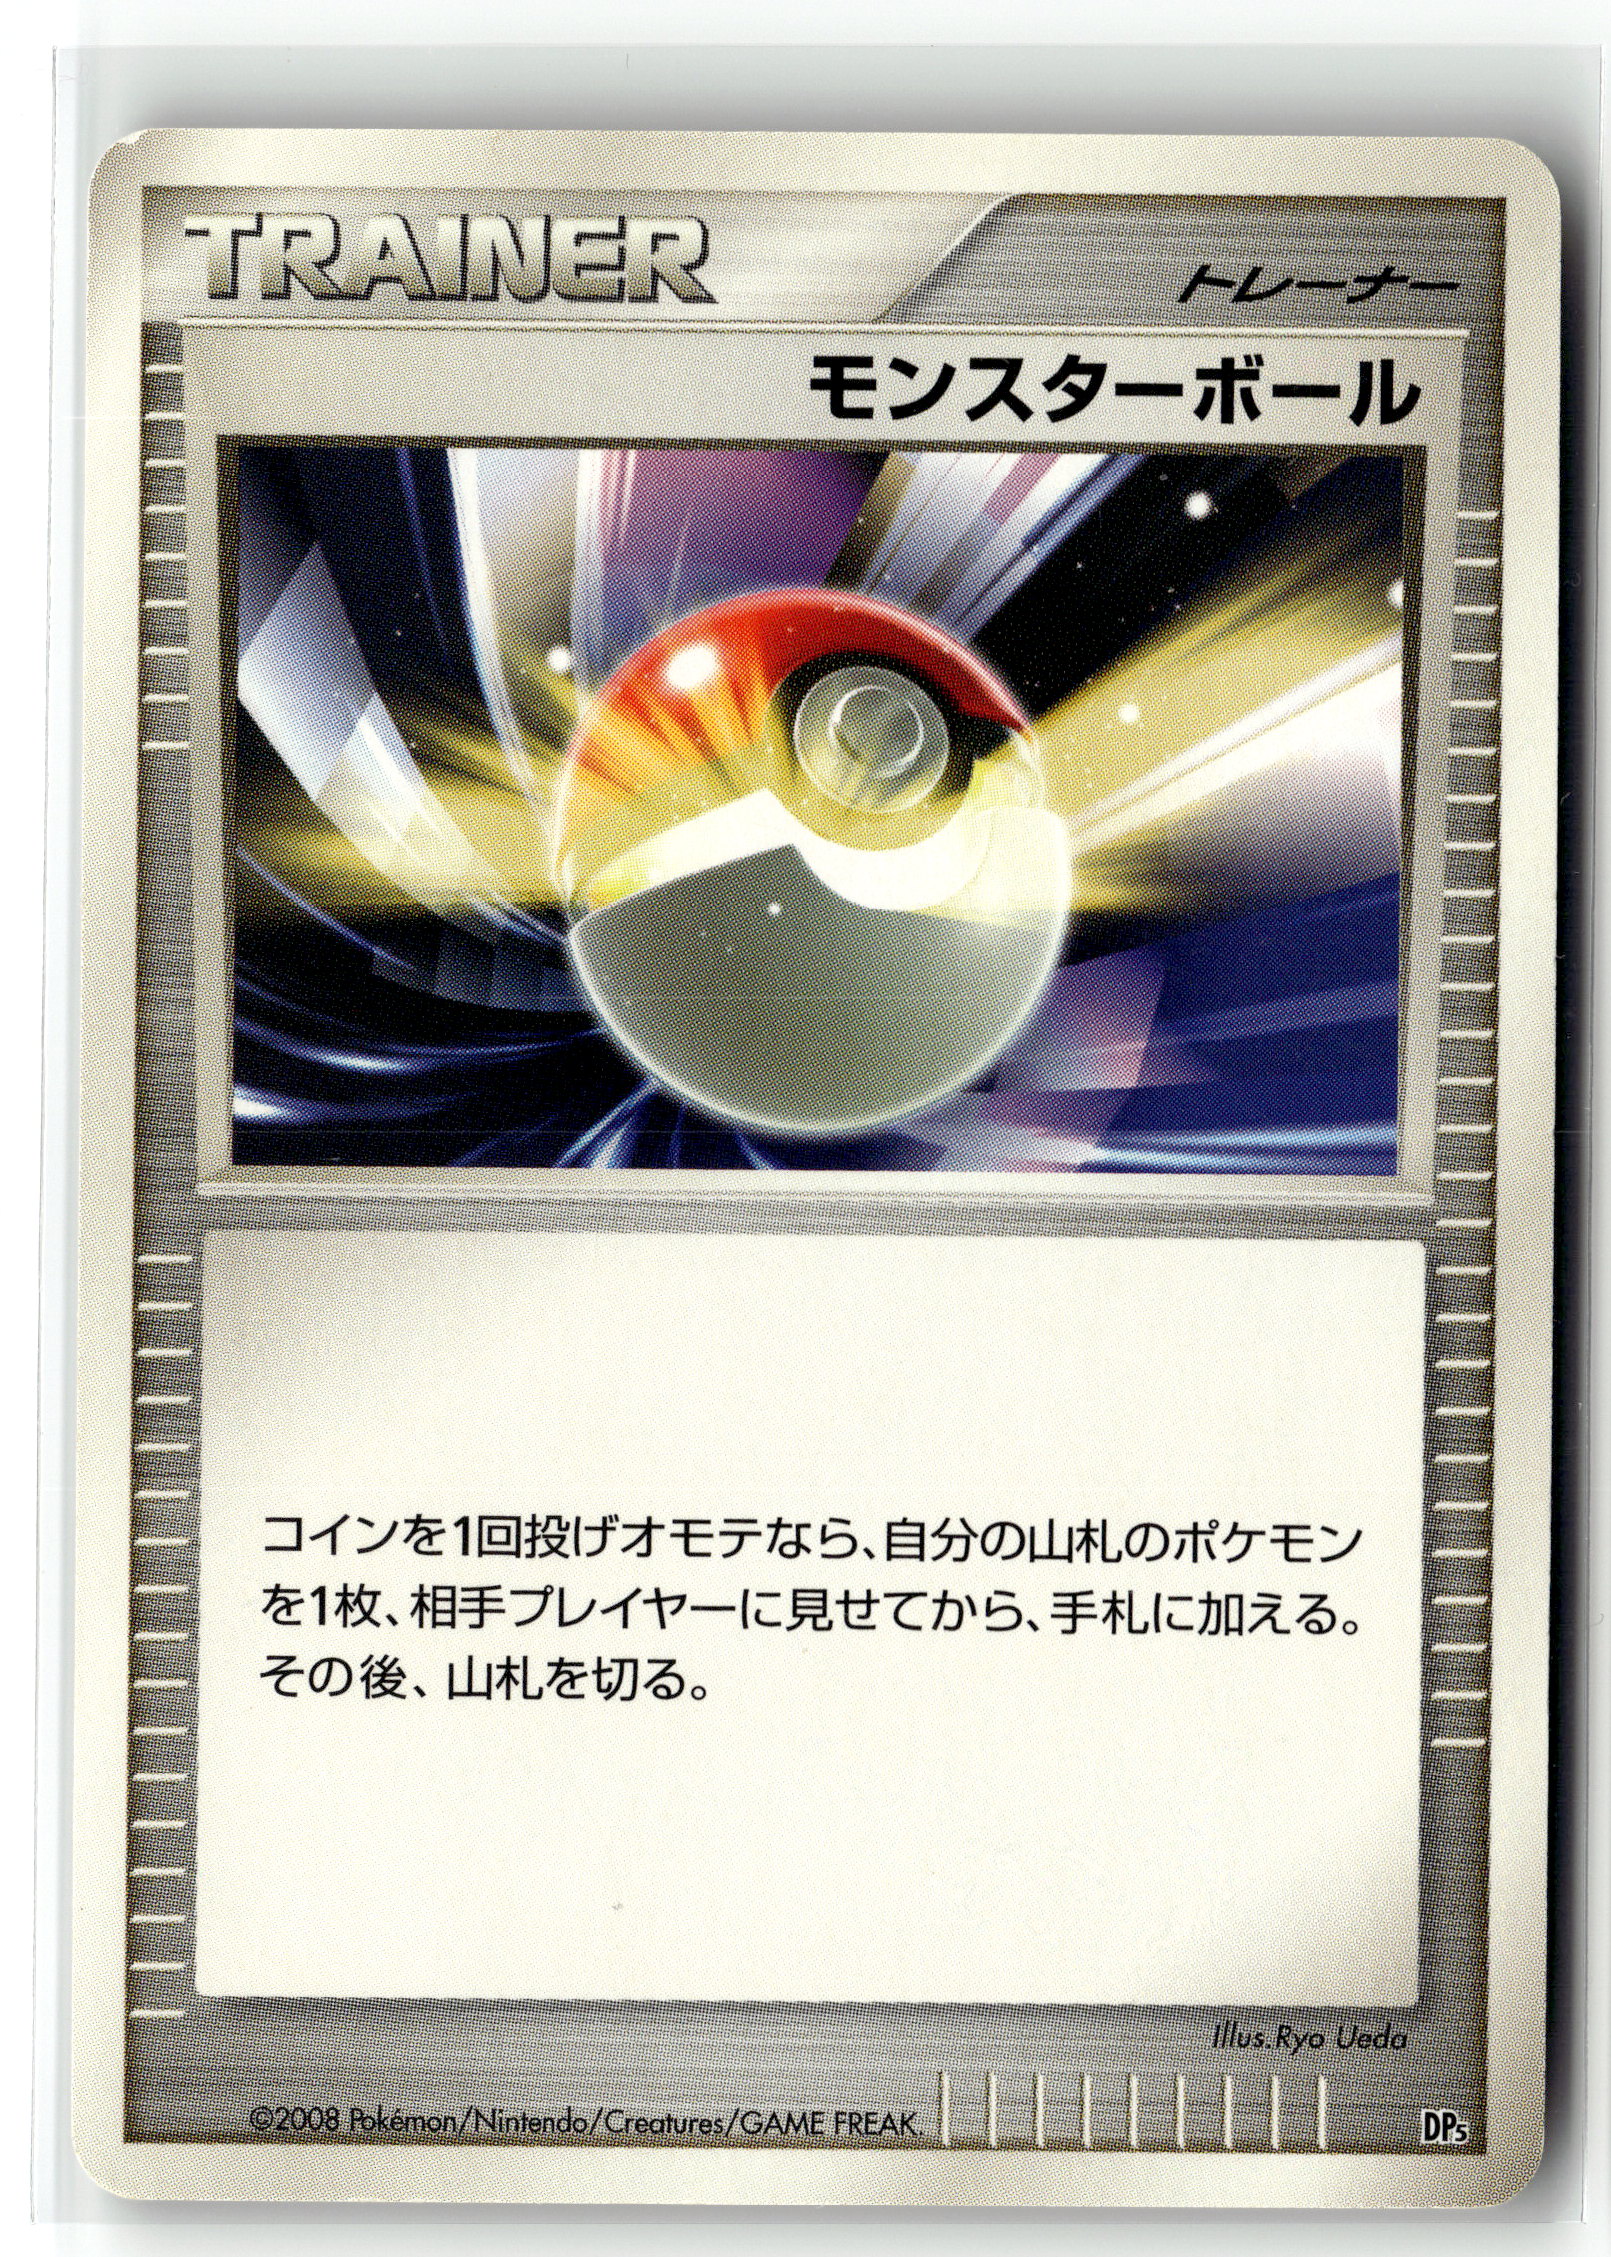 TRAINER
トレーナー
モンスターボール
コインを1回投げオモテなら、自分の山札のポケモン
を1枚、相手プレイヤーに見せてから、手札に加える。
その後、山札を切る。
Illus.Ryo Ueda
©2008 Pokémon/Nintendo/Creatures/GAME FREAK.
DP5